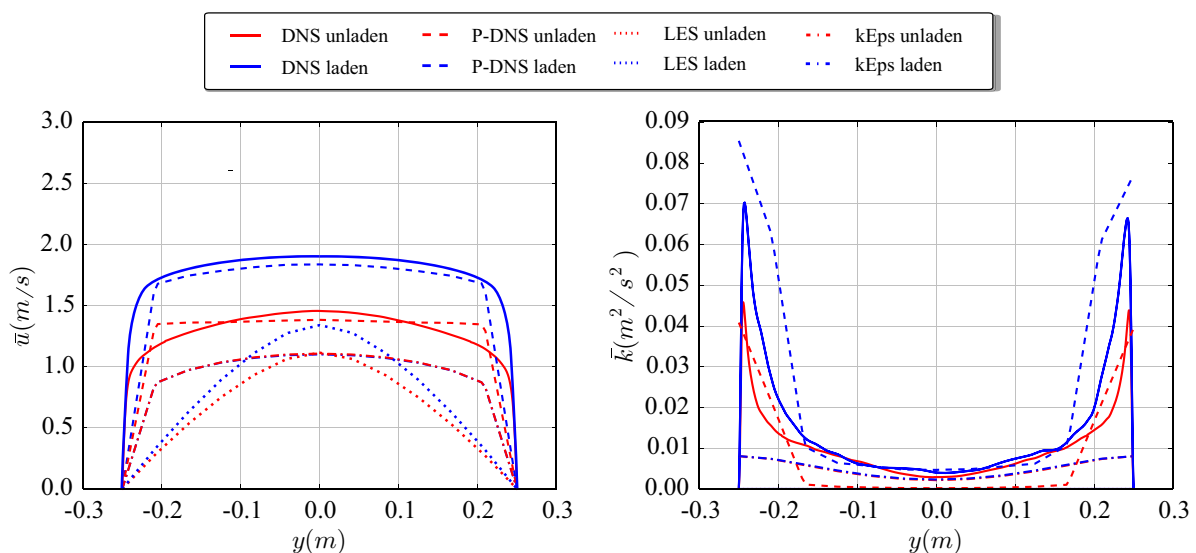 DNS unladen P-DNS unladen LES unladen kEps unladen
DNS laden P-DNS laden LES laden kEps laden
3.0
2.5
2.0
1.5
1.0
0.5
0.0
ū(m/s)
-0.3 -0.2 -0.1 0.0 0.1 0.2 0.3
y(m)
0.09
0.08
0.07
0.06
0.05
0.04
0.03
0.02
0.01
0.00
k̄(m²/s²)
-0.3 -0.2 -0.1 0.0 0.1 0.2 0.3
y(m)